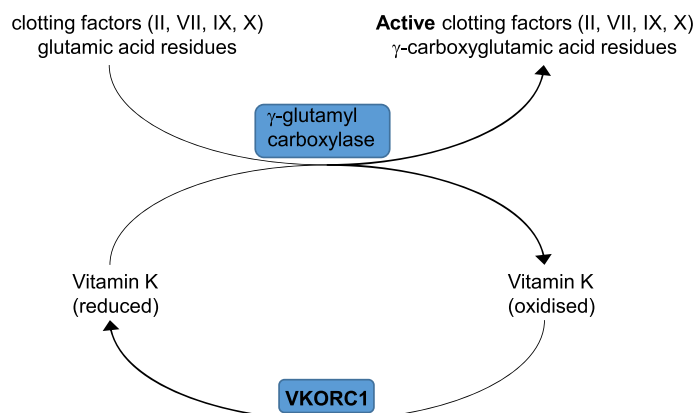 clotting factors (II, VII, IX, X)
glutamic acid residues
Active clotting factors (II, VII, IX, X)
γ-carboxyglutamic acid residues
γ-glutamyl
carboxylase
Vitamin K
(reduced)
Vitamin K
(oxidised)
VKORC1